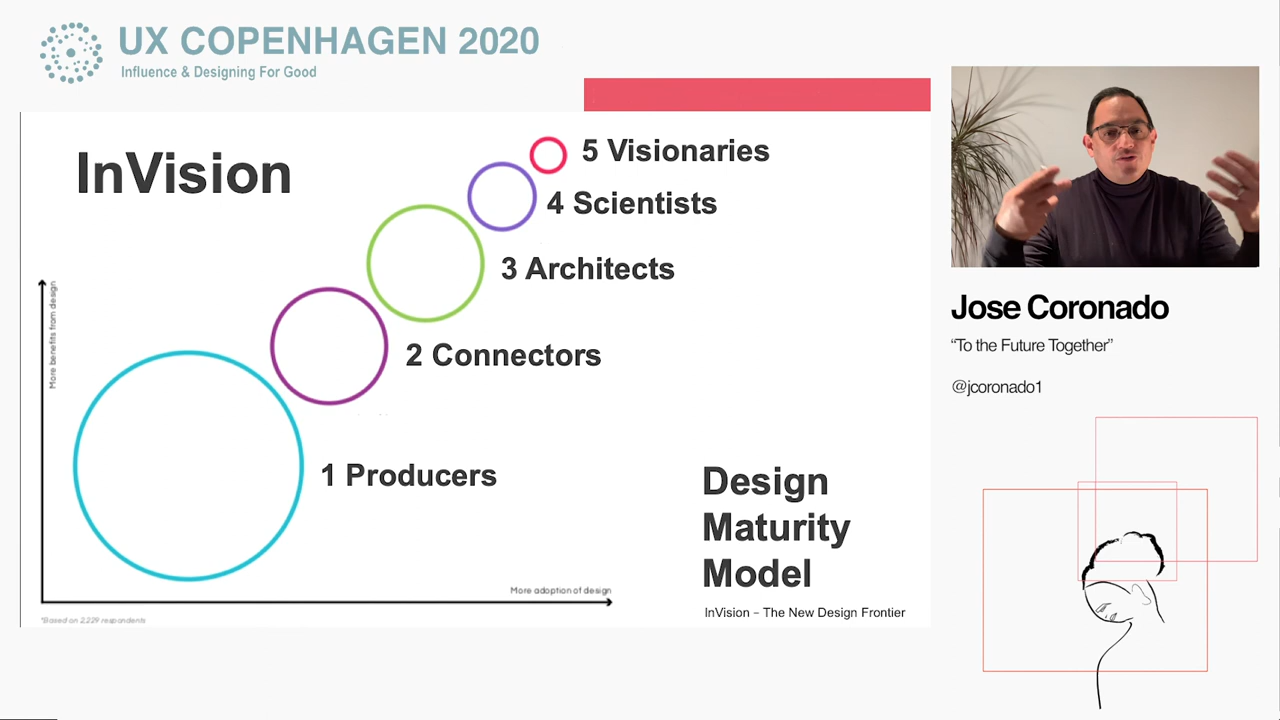 UX COPENHAGEN 2020
Influence & Designing For Good
InVision
5 Visionaries
4 Scientists
3 Architects
2 Connectors
1 Producers
More benefits from design
More adoption of design
*Based on 2,229 respondents
Design
Maturity
Model
InVision – The New Design Frontier
Jose Coronado
“To the Future Together”
@jcoronado1